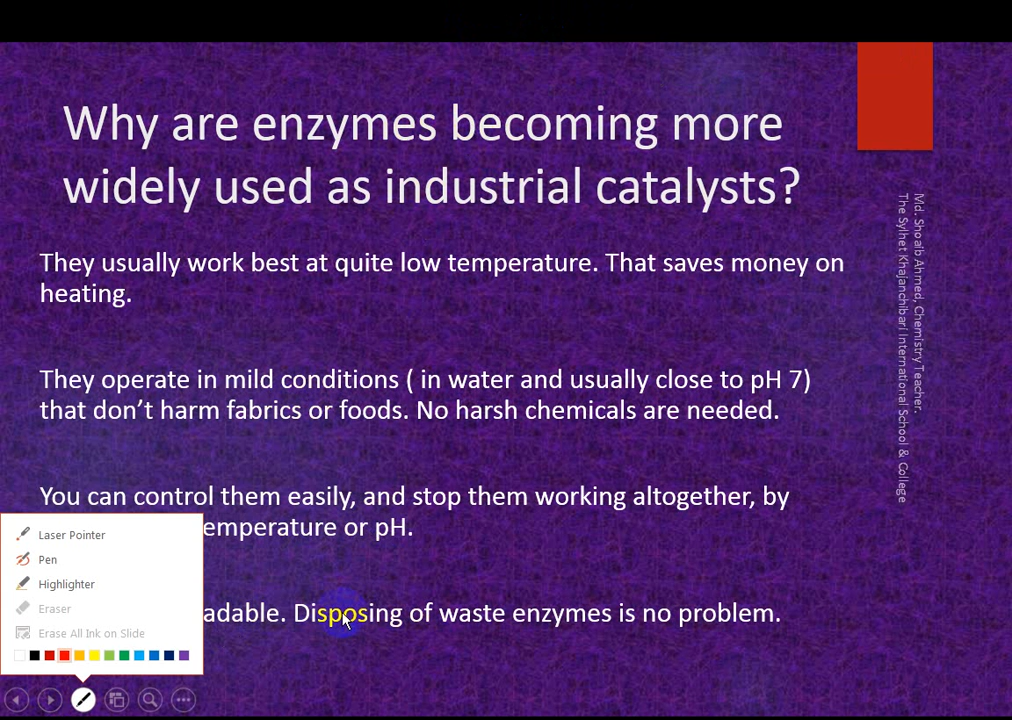 Why are enzymes becoming more
widely used as industrial catalysts?
They usually work best at quite low temperature. That saves money on
heating.
They operate in mild conditions ( in water and usually close to pH 7)
that don’t harm fabrics or foods. No harsh chemicals are needed.
You can control them easily, and stop them working altogether, by
emperature or pH.
adable. Disposing of waste enzymes is no problem.
Md. Shoaib Ahmed, Chemistry Teacher.
The Sylhet Khajanchibari International School & College
Laser Pointer
Pen
Highlighter
Eraser
Erase All Ink on Slide